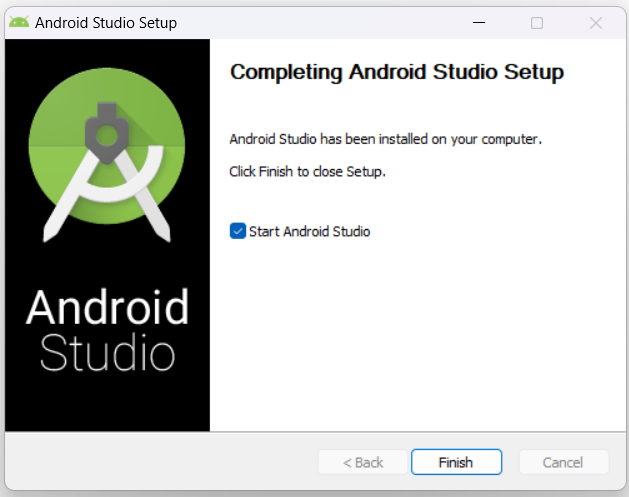 Android Studio Setup
Completing Android Studio Setup
Android Studio has been installed on your computer.
Click Finish to close Setup.
Start Android Studio
Android
Studio
< Back
Finish
Cancel